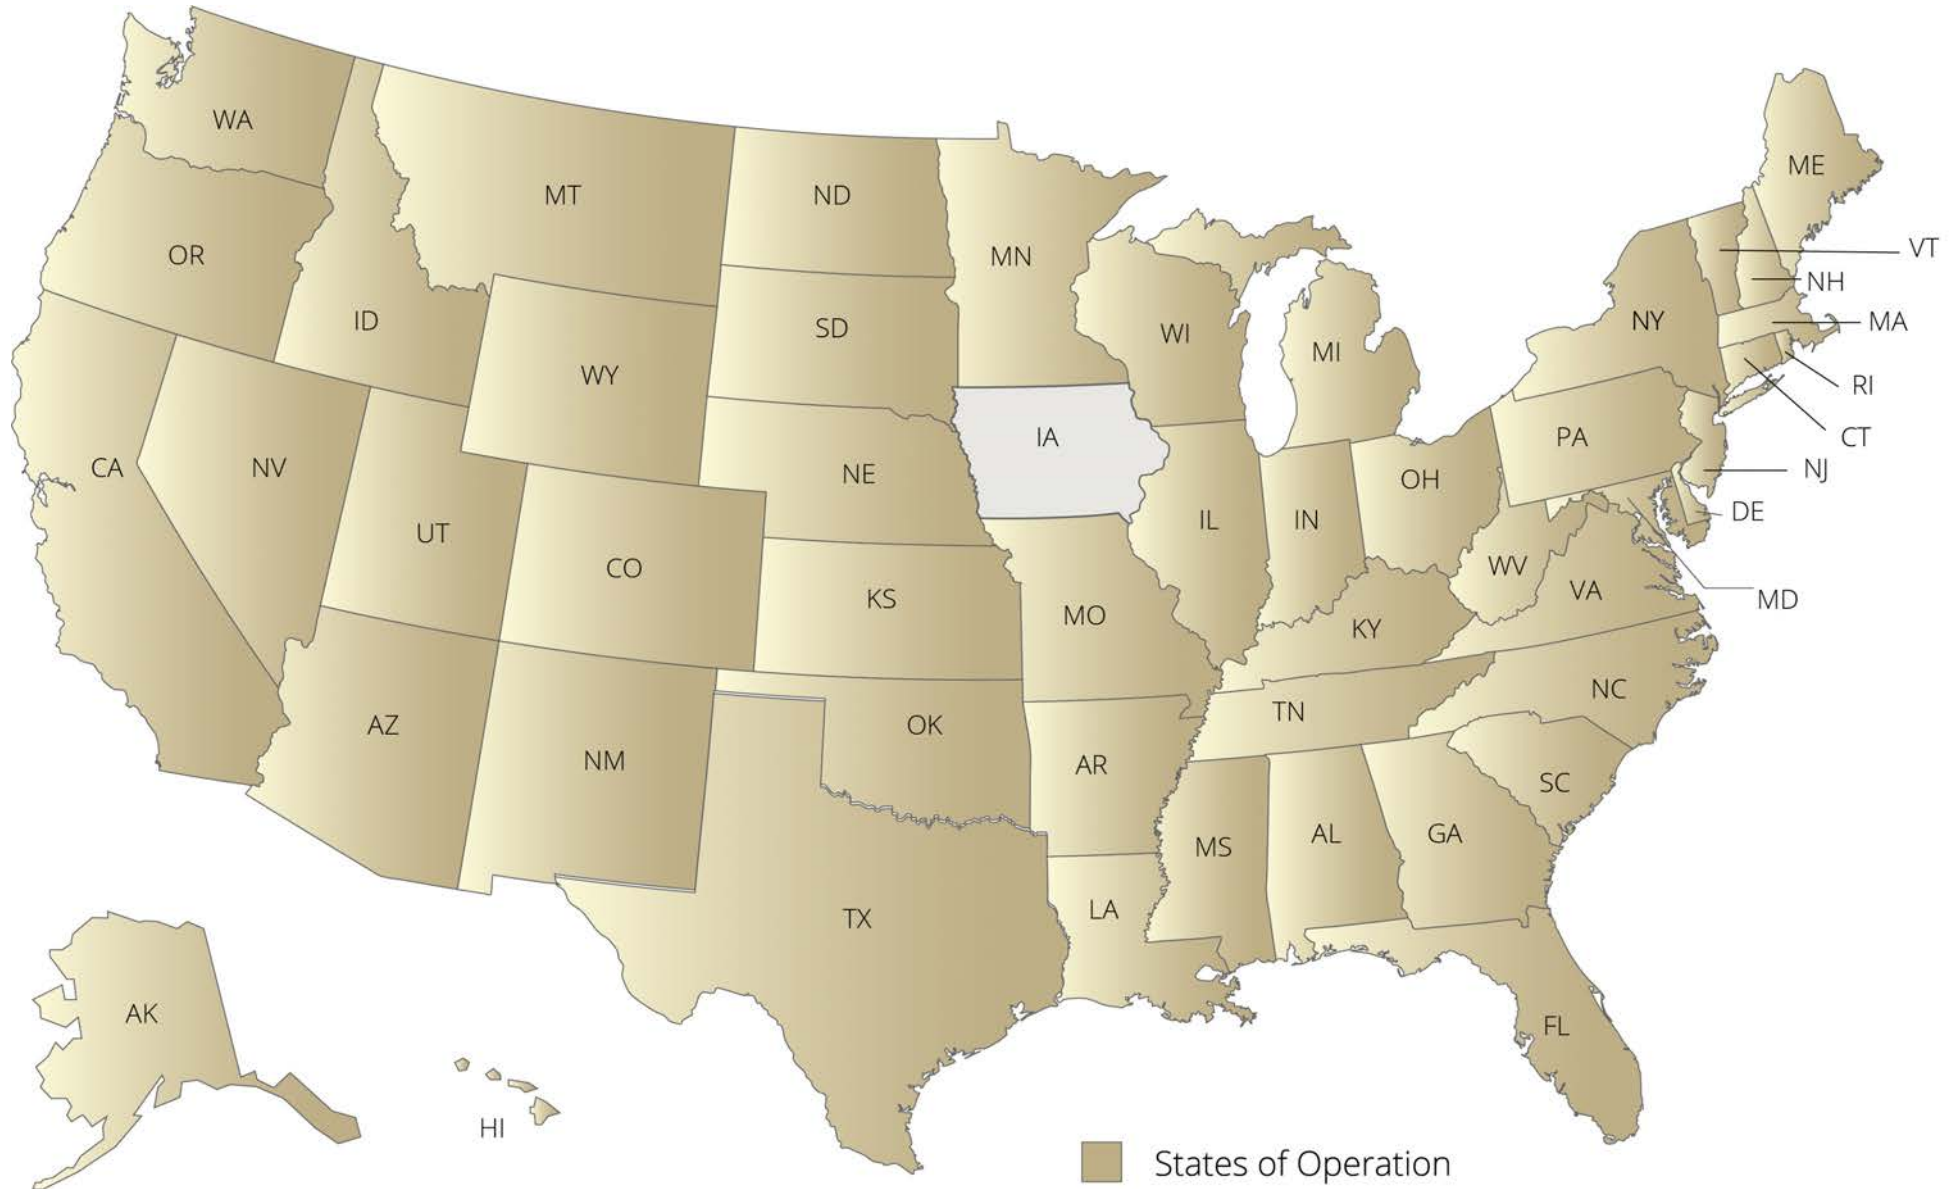 WA
ME
MT
ND
VT
OR
MN
NH
ID
NY
MA
SD
WI
MI
WY
RI
IA
PA
CT
CA
NV
NE
OH
NJ
DE
UT
IL
IN
CO
WV
VA
KS
MD
MO
KY
NC
AZ
OK
TN
NM
AR
SC
MS
AL
GA
LA
TX
AK
FL
HI
States of Operation